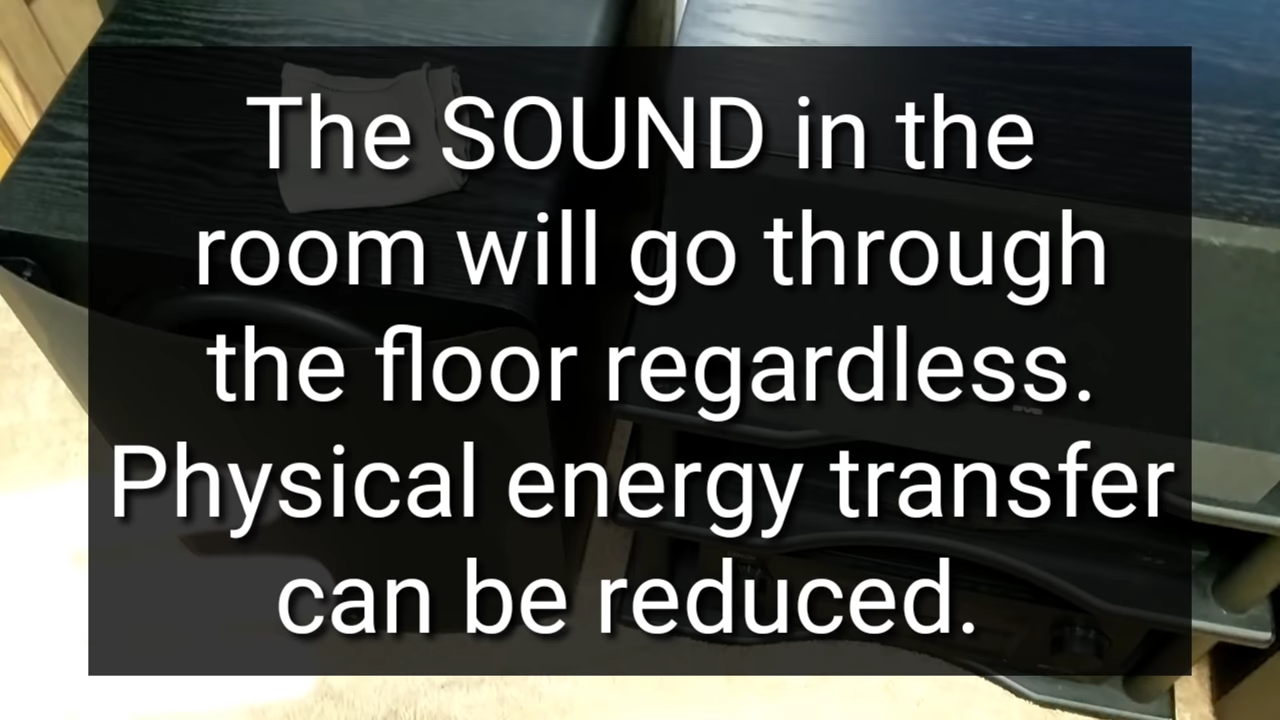 The SOUND in the
room will go through
the floor regardless.
Physical energy transfer
can be reduced.